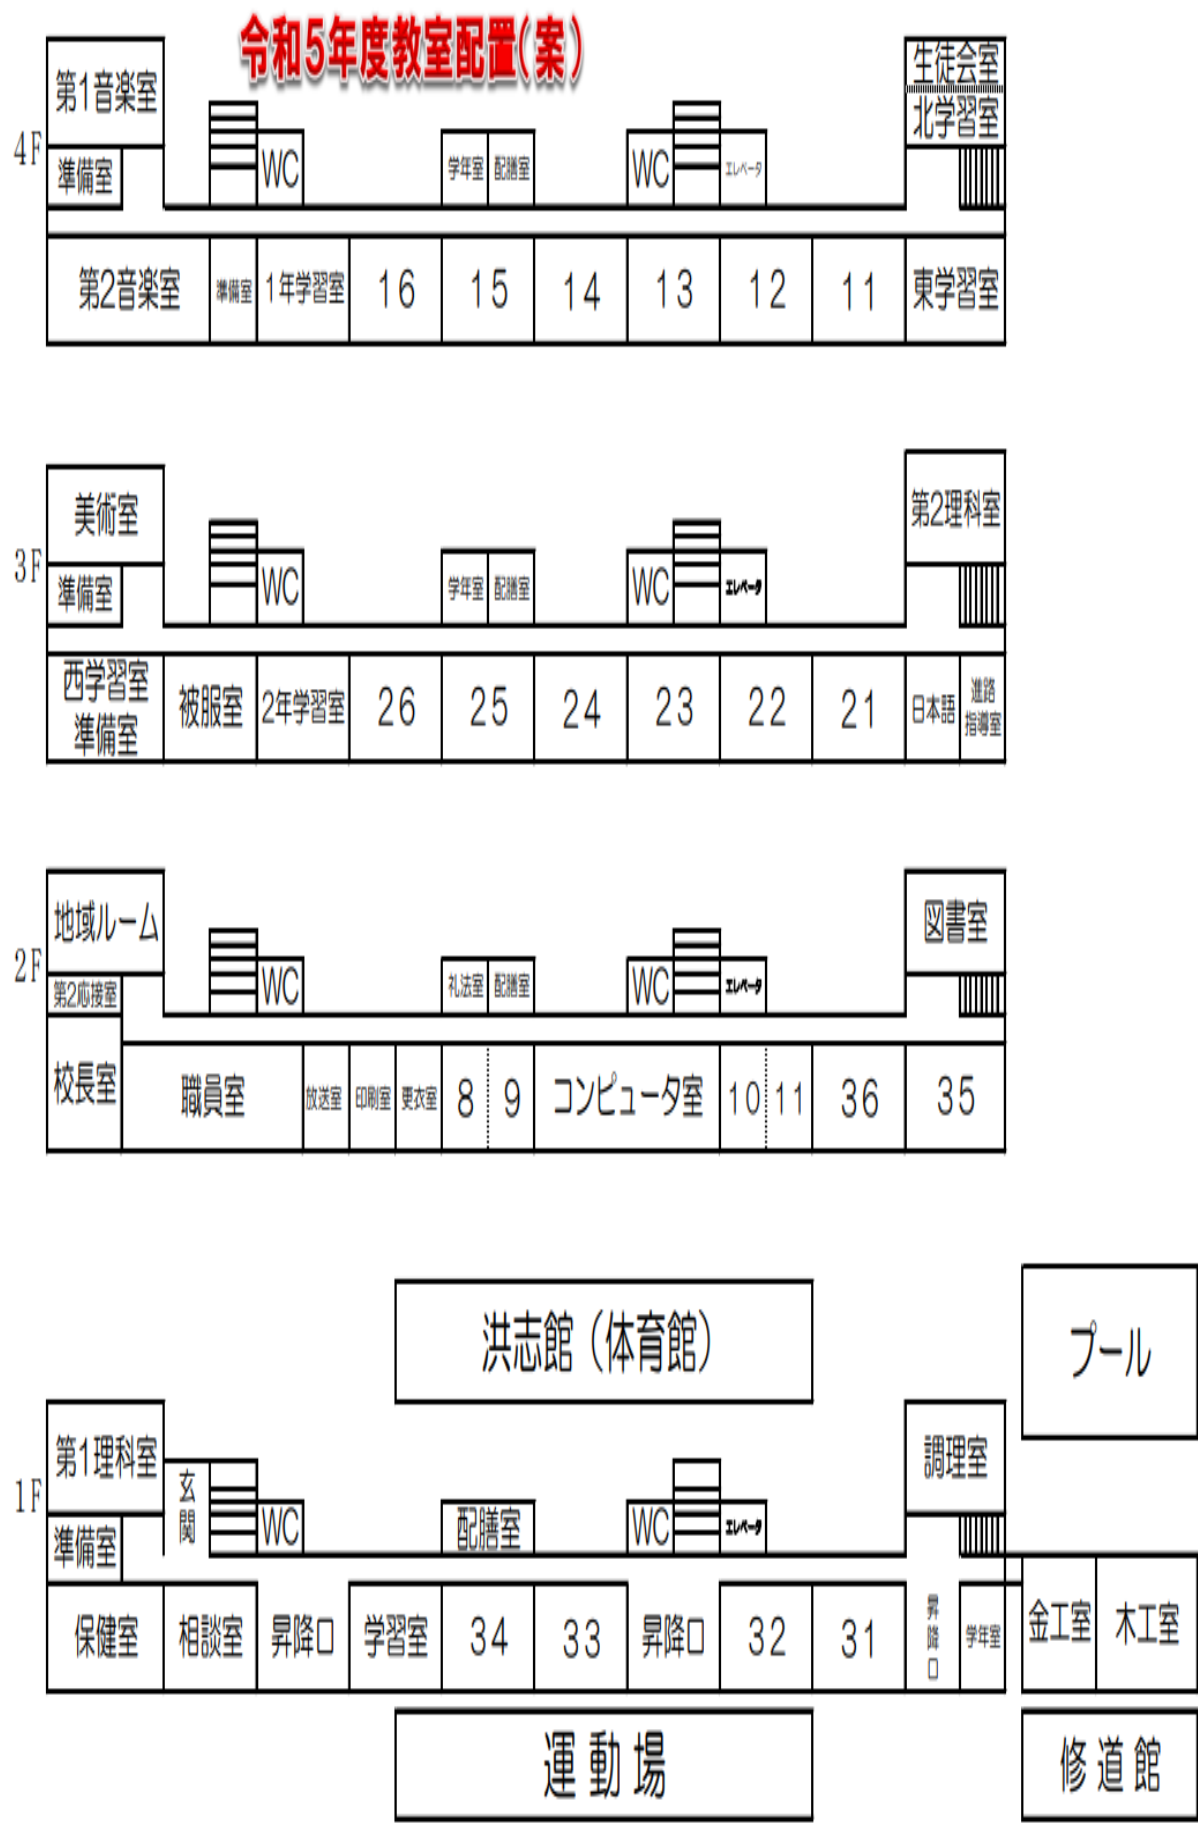 令和5年度教室配置(案)
4F
第1音楽室
準備室
WC
学年室
配膳室
WC
エレベータ
生徒会室
北学習室
第2音楽室
準備室
1年学習室
16
15
14
13
12
11
東学習室
3F
美術室
準備室
WC
学年室
配膳室
WC
エレベータ
第2理科室
西学習室
準備室
被服室
2年学習室
26
25
24
23
22
21
日本語
進路
指導室
2F
地域ルーム
第2応接室
WC
礼法室
配膳室
WC
エレベータ
図書室
校長室
職員室
放送室
印刷室
更衣室
8
9
コンピュータ室
10
11
36
35
洪志館(体育館)
プール
1F
第1理科室
準備室
玄関
WC
配膳室
WC
エレベータ
調理室
保健室
相談室
昇降口
学習室
34
33
昇降口
32
31
昇降口
学年室
金工室
木工室
運動場
修道館